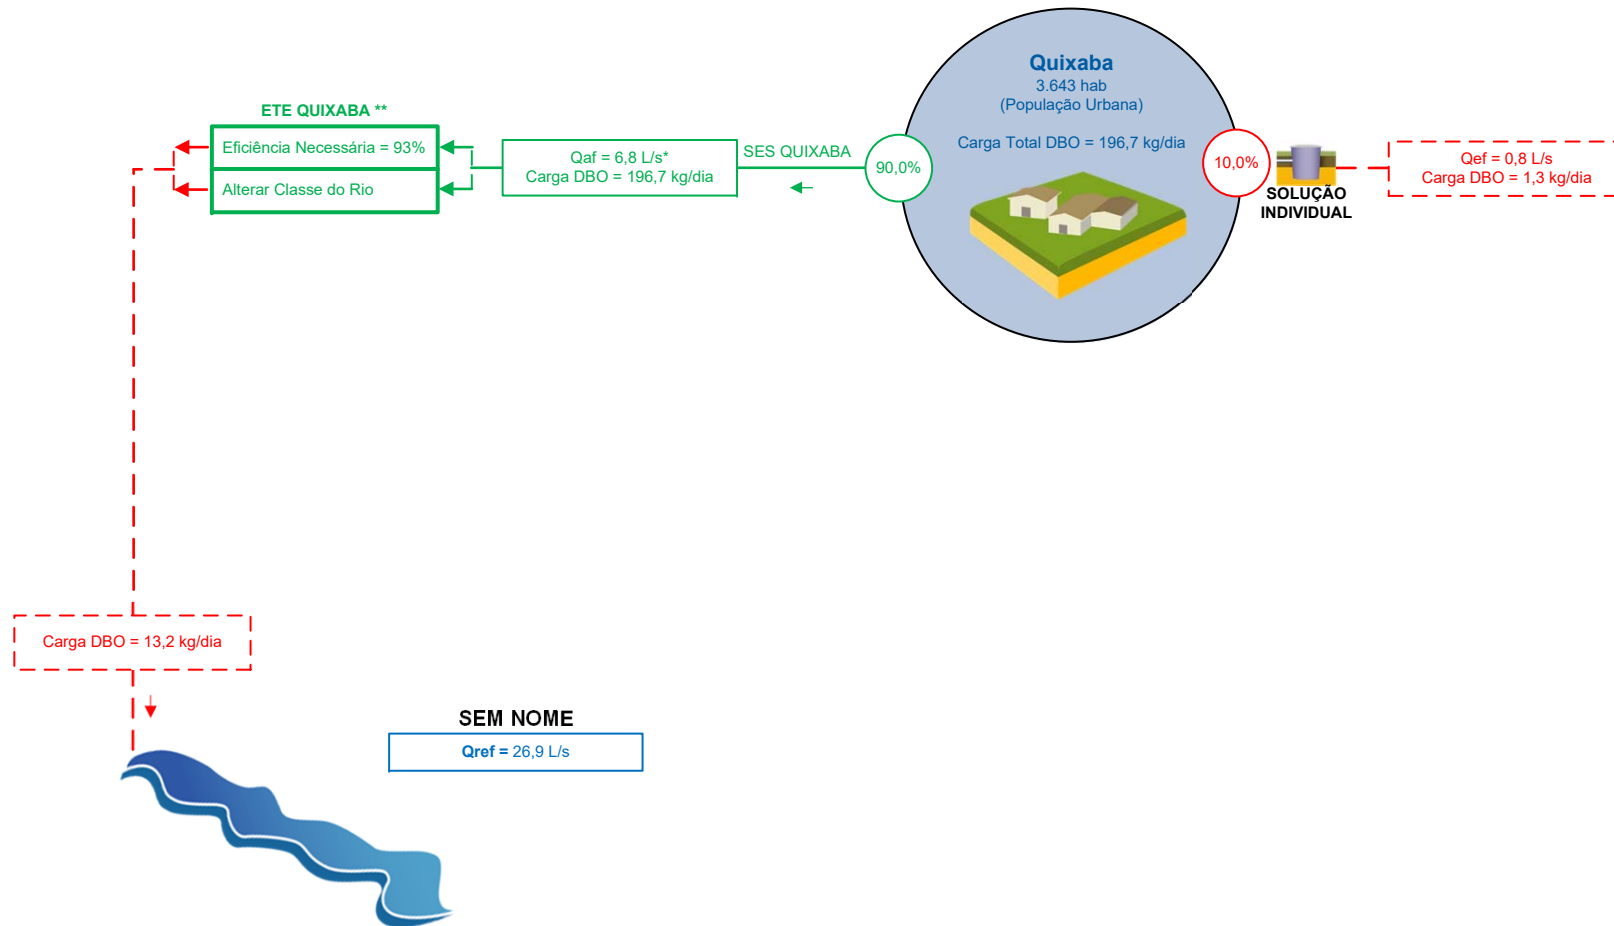 Quixaba
3.643 hab
(População Urbana)
Carga Total DBO = 196,7 kg/dia
ETE QUIXABA **
Eficiência Necessária = 93%
Alterar Classe do Rio
Qaf = 6,8 L/s*
Carga DBO = 196,7 kg/dia
SES QUIXABA
90,0%
10,0%
SOLUÇÃO
INDIVIDUAL
Qef = 0,8 L/s
Carga DBO = 1,3 kg/dia
Carga DBO = 13,2 kg/dia
SEM NOME
Qref = 26,9 L/s